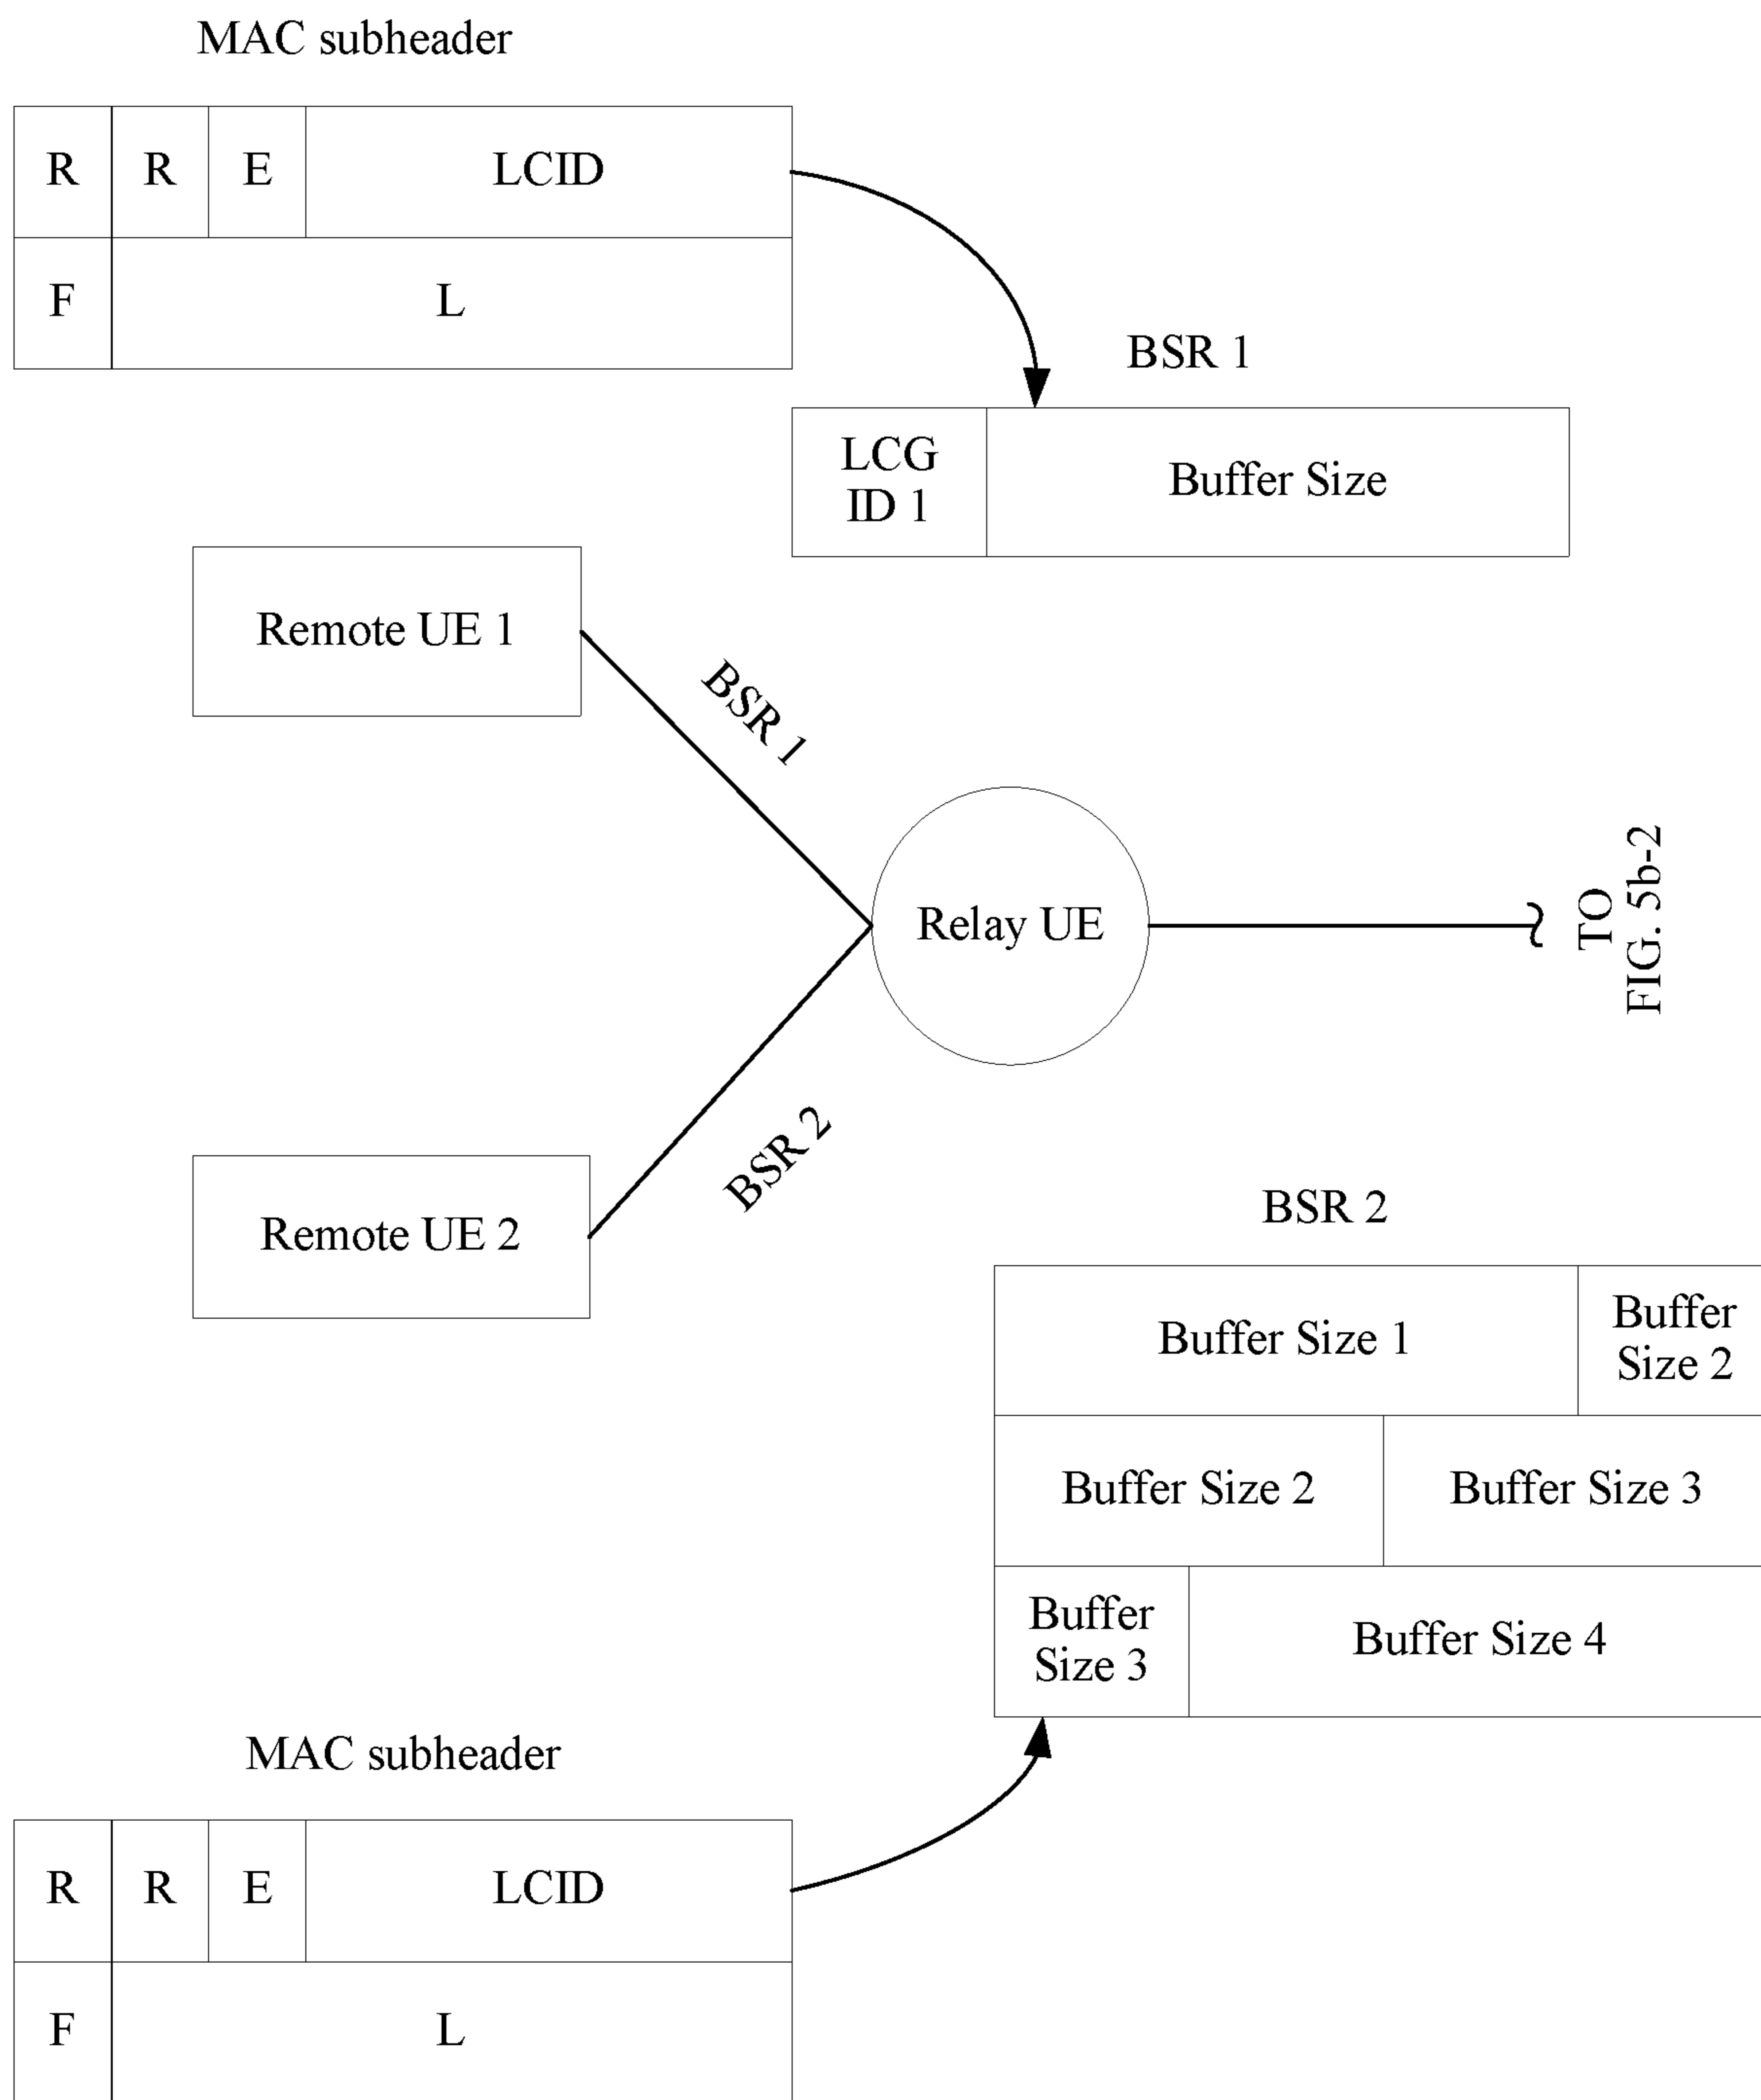 MAC subheader
R R E LCID
F L
BSR 1
LCG
ID 1
Buffer Size
Remote UE 1
BSR 1
Relay UE
TO
FIG. 5b-2
BSR 2
Remote UE 2
BSR 2
Buffer Size 1
Buffer
Size 2
Buffer Size 2
Buffer Size 3
Buffer
Size 3
Buffer Size 4
MAC subheader
R R E LCID
F L